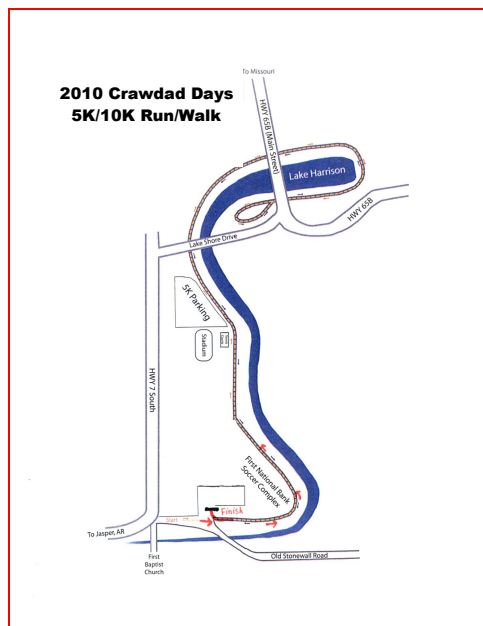 To Missouri
2010 Crawdad Days
5K/10K Run/Walk
HWY 65B (Main Street)
Lake Harrison
HWY 65B
Lake Shore Drive
5K Parking
Stadium
HWY 7 South
First National Bank
Soccer Complex
Finish
Start
To Jasper, AR
First
Baptist
Church
Old Stonewall Road